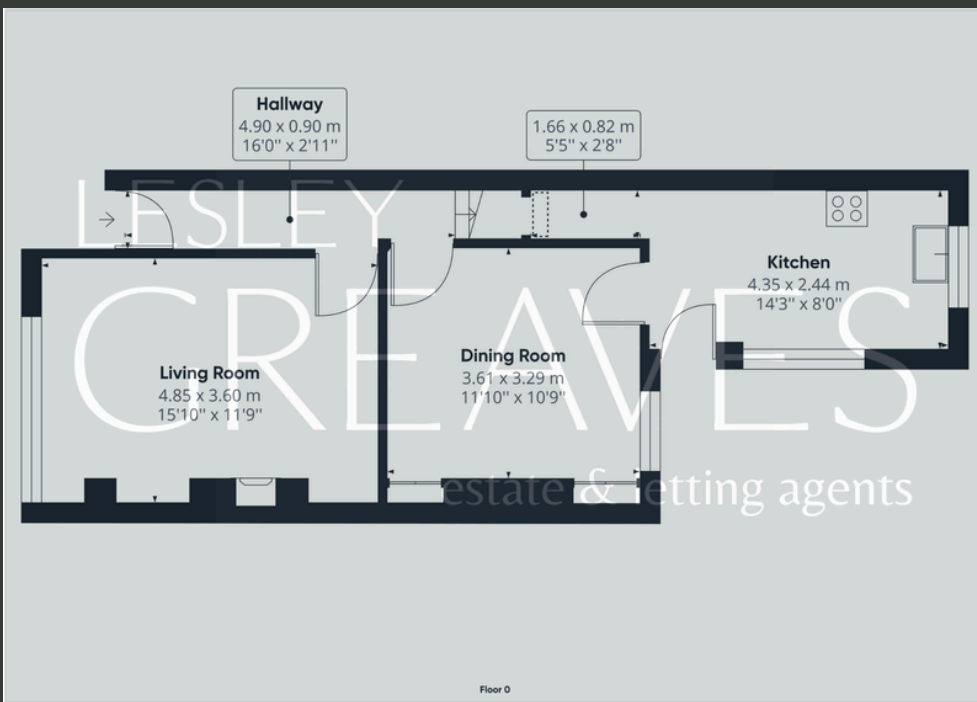 Hallway
4.90 x 0.90 m
16'0" x 2'11"
1.66 x 0.82 m
5'5" x 2'8"
LESLEY
GREAVES
estate & letting agents
Kitchen
4.35 x 2.44 m
14'3" x 8'0"
Living Room
4.85 x 3.60 m
15'10" x 11'9"
Dining Room
3.61 x 3.29 m
11'10" x 10'9"
Floor 0